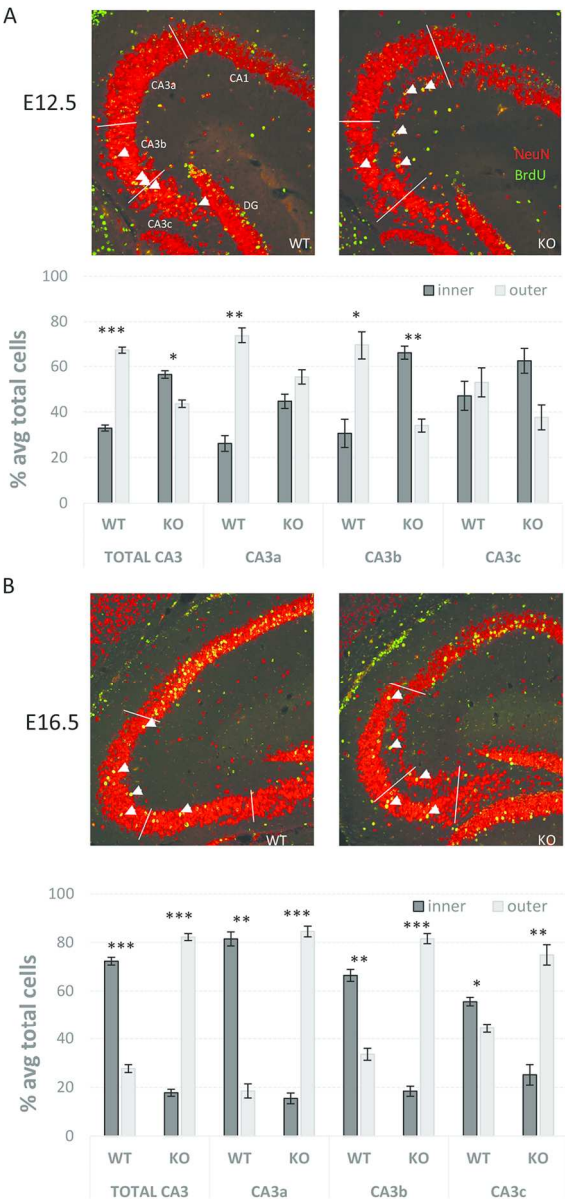 A
E12.5
CA3a
CA1
CA3b
CA3c
DG
WT
NeuN
BrdU
KO
% avg total cells
100
80
60
40
20
0
inner outer
*** * ** * **
WT KO WT KO WT KO WT KO
TOTAL CA3 CA3a CA3b CA3c
B
E16.5
WT
KO
% avg total cells
100
80
60
40
20
0
inner outer
*** *** ** *** ** *** * **
WT KO WT KO WT KO WT KO
TOTAL CA3 CA3a CA3b CA3c